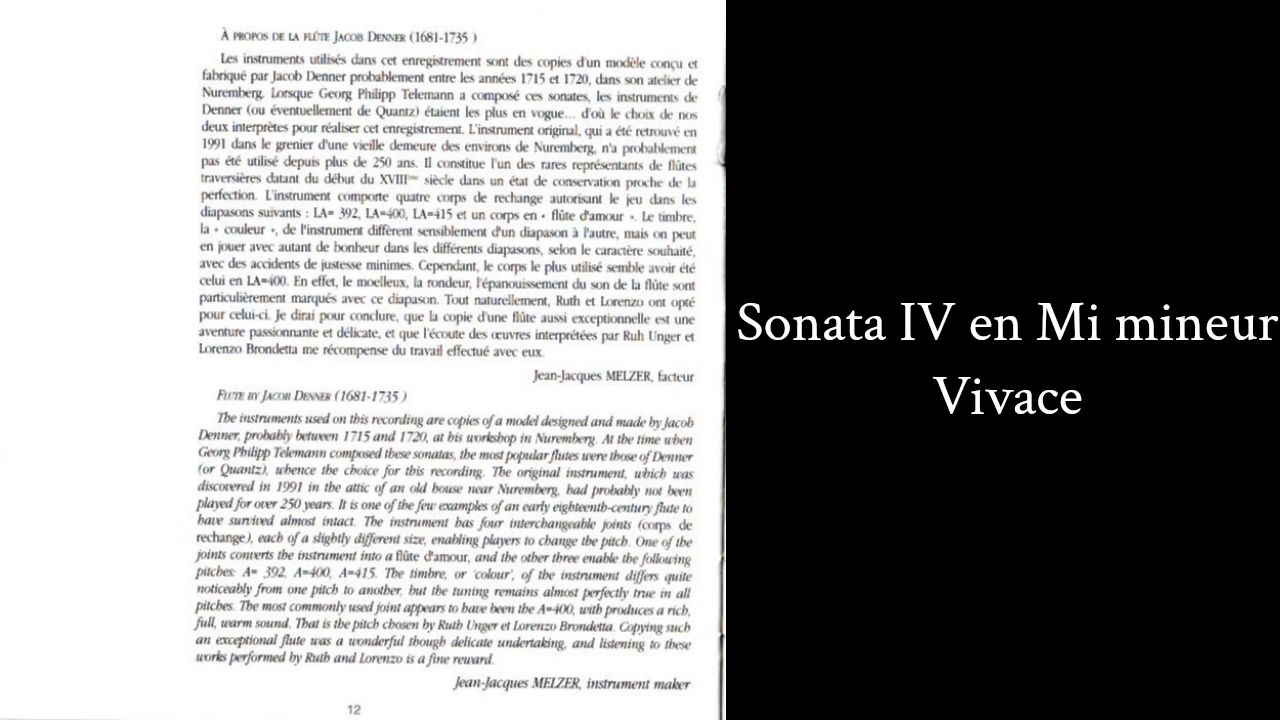 À PROPOS DE LA FLÛTE JACOB DENNER (1681-1735 )
Les instruments utilisés dans cet enregistrement sont des copies d'un modèle conçu et
fabriqué par Jacob Denner probablement entre les années 1715 et 1720, dans son atelier de
Nuremberg. Lorsque Georg Philipp Telemann a composé ces sonates, les instruments de
Denner (ou éventuellement de Quantz) étaient les plus en vogue... d'où le choix de nos
deux interprètes pour réaliser cet enregistrement. L'instrument original, qui a été retrouvé en
1991 dans le grenier d'une vieille demeure des environs de Nuremberg, n'a probablement
pas été utilisé depuis plus de 250 ans. Il constitue l'un des rares représentants de flûtes
traversières datant du début du XVIIIème siècle dans un état de conservation proche de la
perfection. L'instrument comporte quatre corps de rechange autorisant le jeu dans les
diapasons suivants : LA= 392, LA=400, LA=415 et un corps en « flûte d'amour ». Le timbre,
la « couleur », de l'instrument diffèrent sensiblement d'un diapason à l'autre, mais on peut
en jouer avec autant de bonheur dans les différents diapasons, selon le caractère souhaité,
avec des accidents de justesse minimes. Cependant, le corps le plus utilisé semble avoir été
celui en LA=400. En effet, le moelleux, la rondeur, l'épanouissement du son de la flûte sont
particulièrement marqués avec ce diapason. Tout naturellement, Ruth et Lorenzo ont opté
pour celui-ci. Je dirai pour conclure, que la copie d'une flûte aussi exceptionnelle est une
aventure passionnante et délicate, et que l'écoute des œuvres interprétées par Ruh Unger et
Lorenzo Brondetta me récompense du travail effectué avec eux.
Jean-Jacques MELZER, facteur
FLUTE BY JACOB DENNER (1681-1735 )
The instruments used on this recording are copies of a model designed and made by Jacob
Denner, probably between 1715 and 1720, at his workshop in Nuremberg. At the time when
Georg Philipp Telemann composed these sonatas, the most popular flutes were those of Denner
(or Quantz), whence the choice for this recording. The original instrument, which was
discovered in 1991 in the attic of an old house near Nuremberg, had probably not been
played for over 250 years. It is one of the few examples of an early eighteenth-century flute to
have survived almost intact. The instrument has four interchangeable joints (corps de
rechange), each of a slightly different size, enabling players to change the pitch. One of the
joints converts the instrument into a flûte d'amour, and the other three enable the following
pitches: A= 392, A=400, A=415. The timbre, or 'colour', of the instrument differs quite
noticeably from one pitch to another, but the tuning remains almost perfectly true in all
pitches. The most commonly used joint appears to have been the A=400, with produces a rich,
full, warm sound. That is the pitch chosen by Ruth Unger et Lorenzo Brondetta. Copying such
an exceptional flute was a wonderful though delicate undertaking, and listening to these
works performed by Ruth and Lorenzo is a fine reward.
Jean-Jacques MELZER, instrument maker
12
Sonata IV en Mi mineur
Vivace